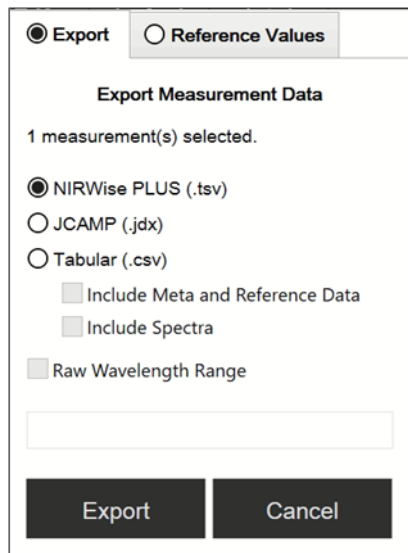 Export
Reference Values
Export Measurement Data
1 measurement(s) selected.
NIRWise PLUS (.tsv)
JCAMP (.jdx)
Tabular (.csv)
Include Meta and Reference Data
Include Spectra
Raw Wavelength Range
Export
Cancel